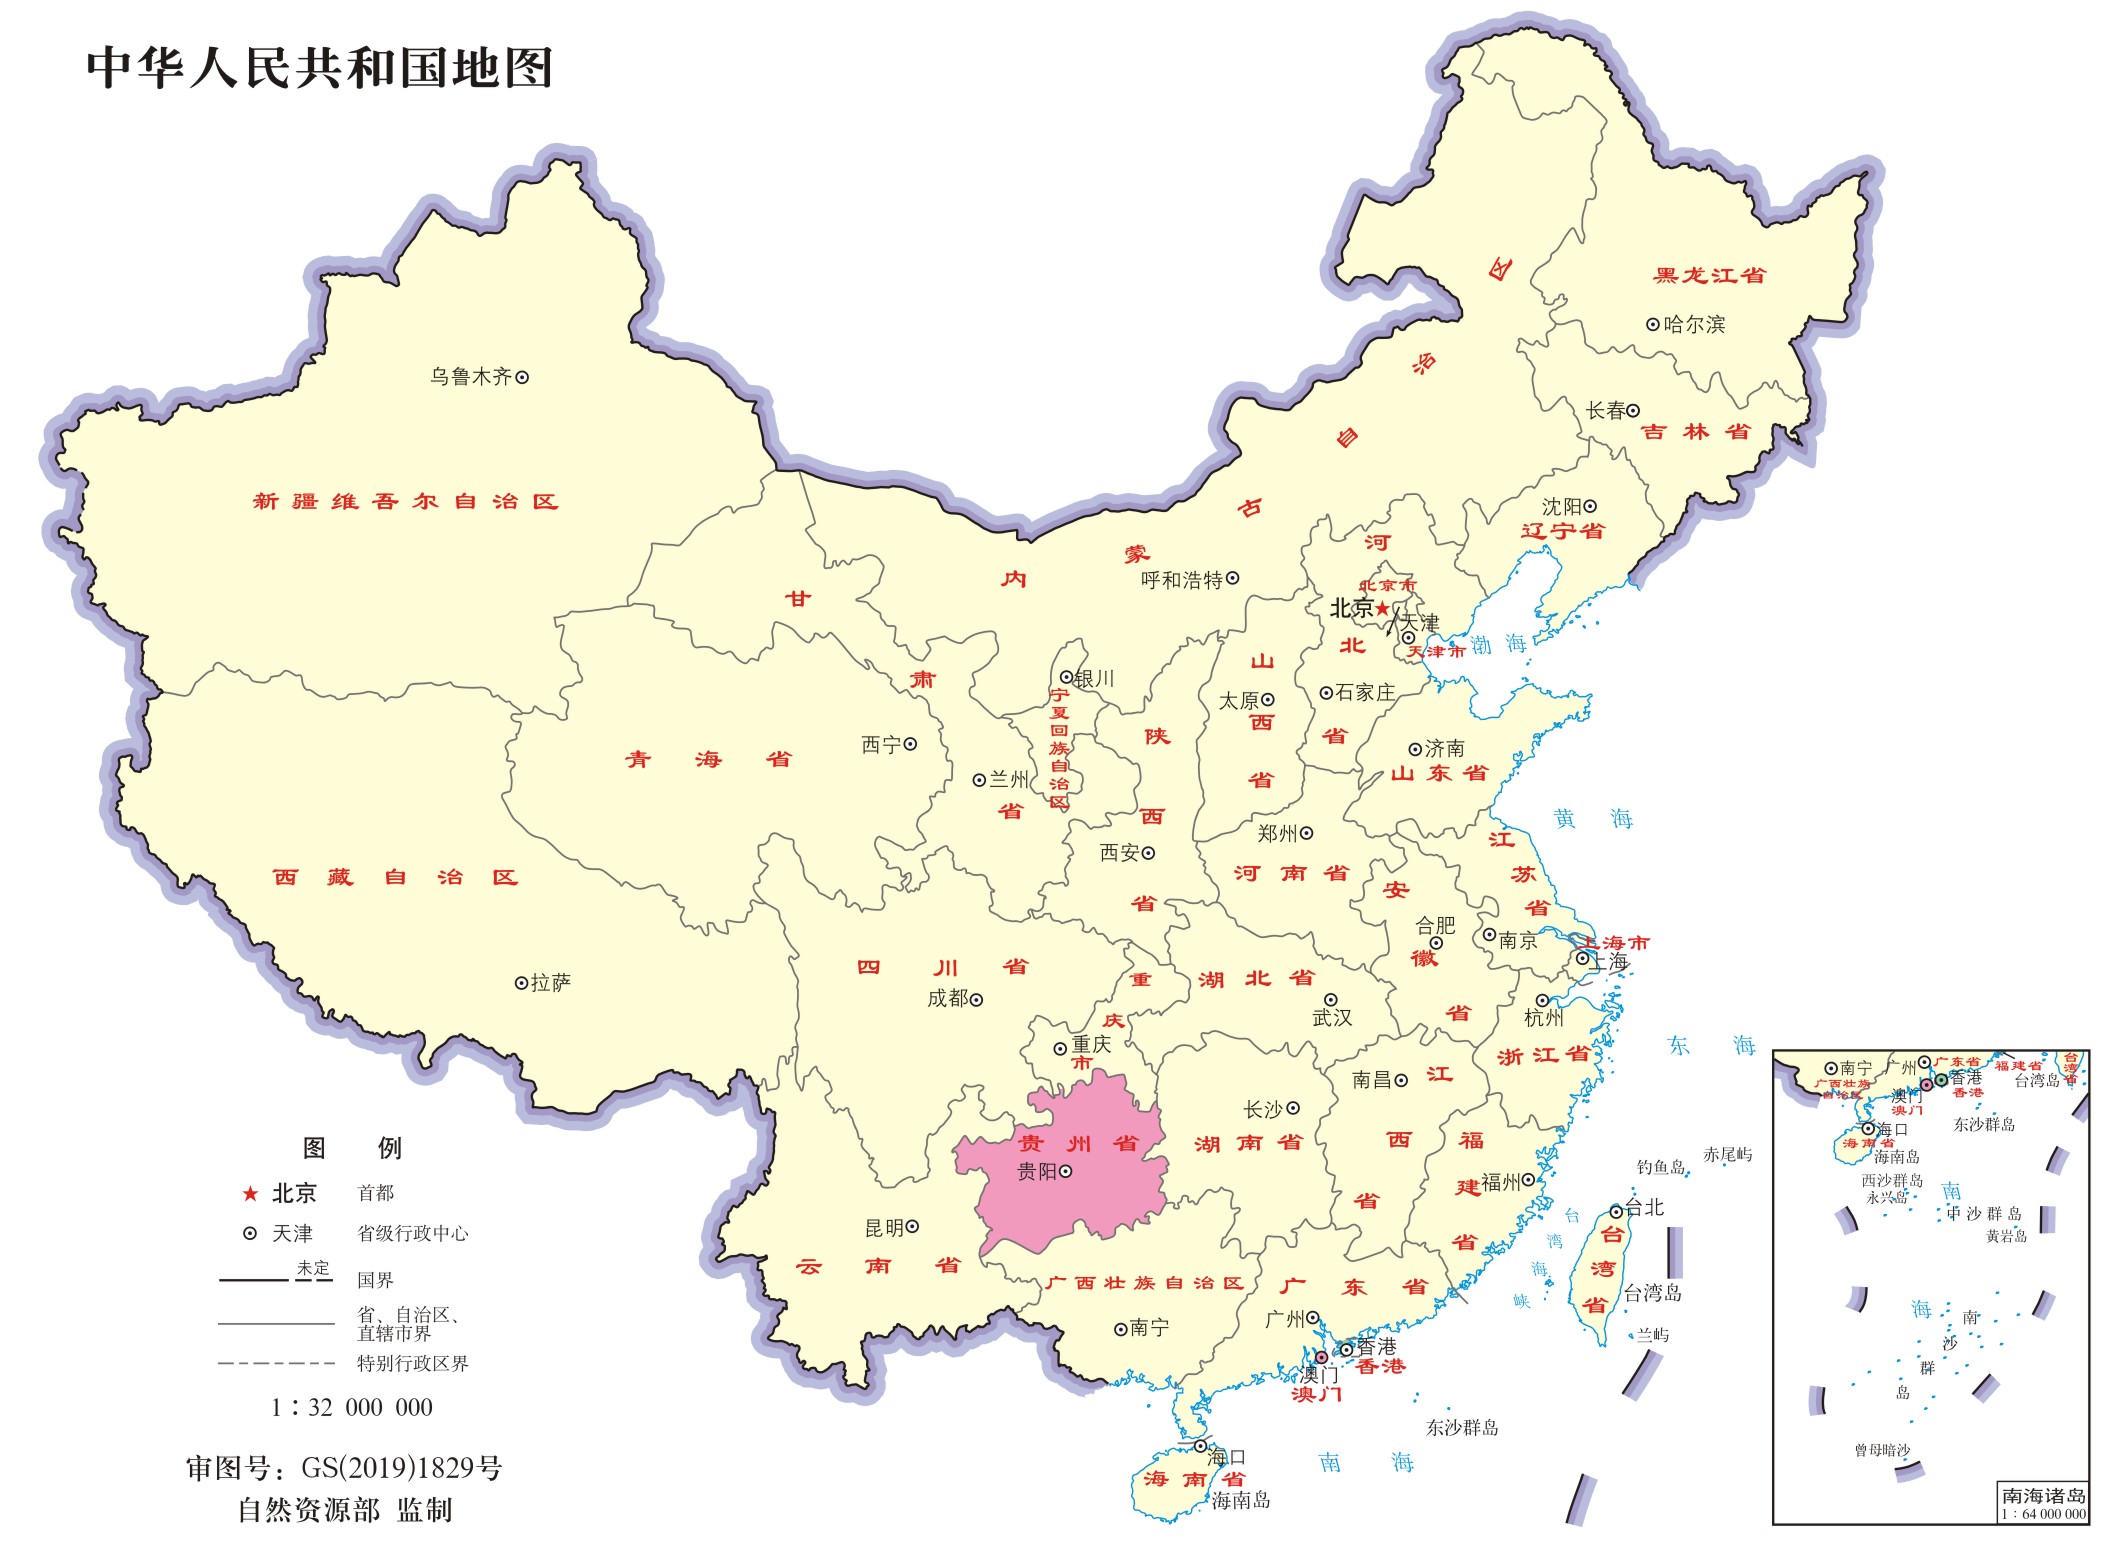 中华人民共和国地图
黑龙江省
哈尔滨
长春
吉林省
沈阳
辽宁省
内蒙古自治区
呼和浩特
乌鲁木齐
新疆维吾尔自治区
甘肃省
兰州
青海省
西宁
银川
宁夏回族自治区
陕西省
西安
山西省
太原
河北省
石家庄
北京市
北京
天津
天津市
渤海
济南
山东省
黄海
郑州
河南省
江苏省
南京
安徽省
合肥
上海市
上海
西藏自治区
拉萨
四川省
成都
重庆市
重庆
湖北省
武汉
杭州
浙江省
东海
南昌
江西省
长沙
湖南省
贵州省
贵阳
福建省
福州
钓鱼岛
赤尾屿
台北
台湾省
台湾海峡
台湾岛
兰屿
昆明
云南省
广西壮族自治区
南宁
广东省
广州
香港
香港
澳门
澳门
东沙群岛
南海
海口
海南省
海南岛
图例
北京 首都
天津 省级行政中心
未定
国界
省、自治区、
直辖市界
特别行政区界
1：32 000 000
审图号：GS(2019)1829号
自然资源部 监制
南宁
广州
广东省
福建省
台湾省
广西壮族
自治区
香港
台湾岛
澳门
香港
澳门
东沙群岛
海口
海南省
海南岛
西沙群岛
永兴岛
南海
中沙群岛
黄岩岛
南沙群岛
曾母暗沙
南海诸岛
1：64 000 000